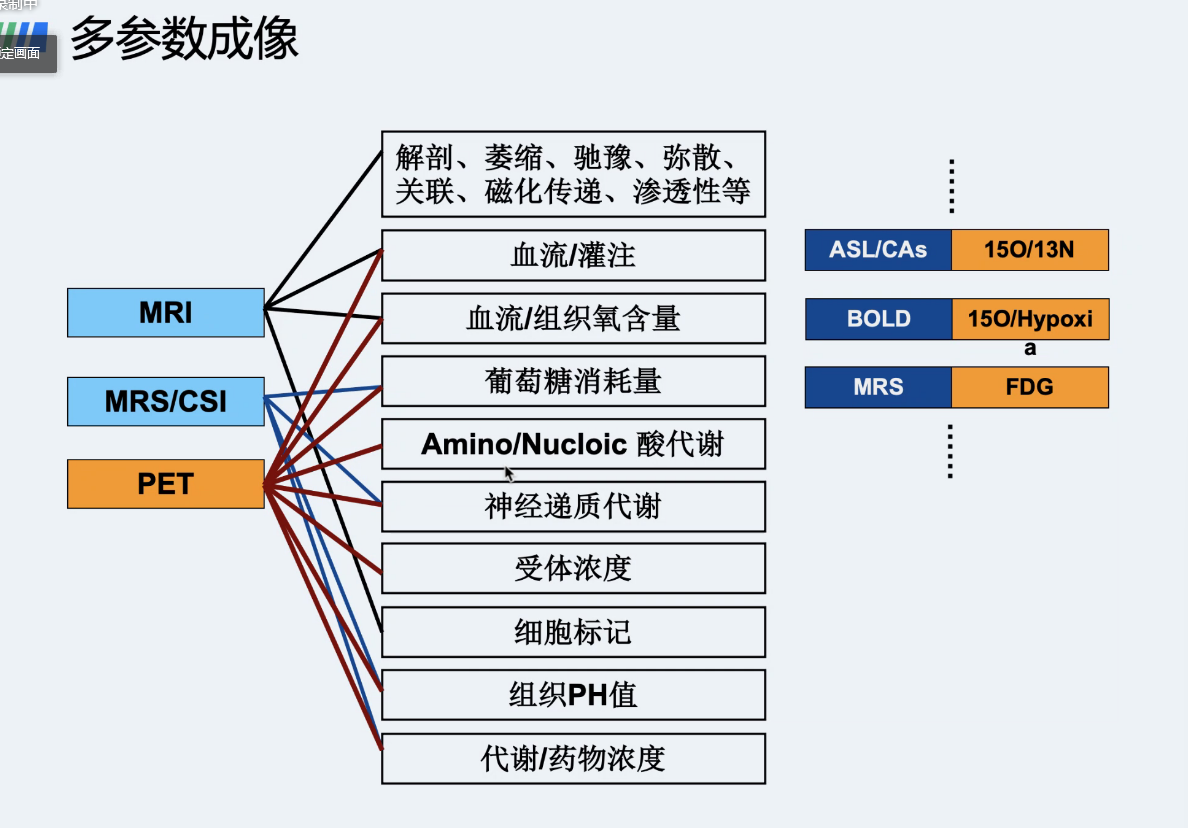 录制中
定画面
多参数成像
解剖、萎缩、驰豫、弥散、
关联、磁化传递、渗透性等
血流/灌注
ASL/CAs
15O/13N
MRI
血流/组织氧含量
BOLD
15O/Hypoxi
a
葡萄糖消耗量
MRS
FDG
MRS/CSI
Amino/Nucloic 酸代谢
PET
神经递质代谢
受体浓度
细胞标记
组织PH值
代谢/药物浓度